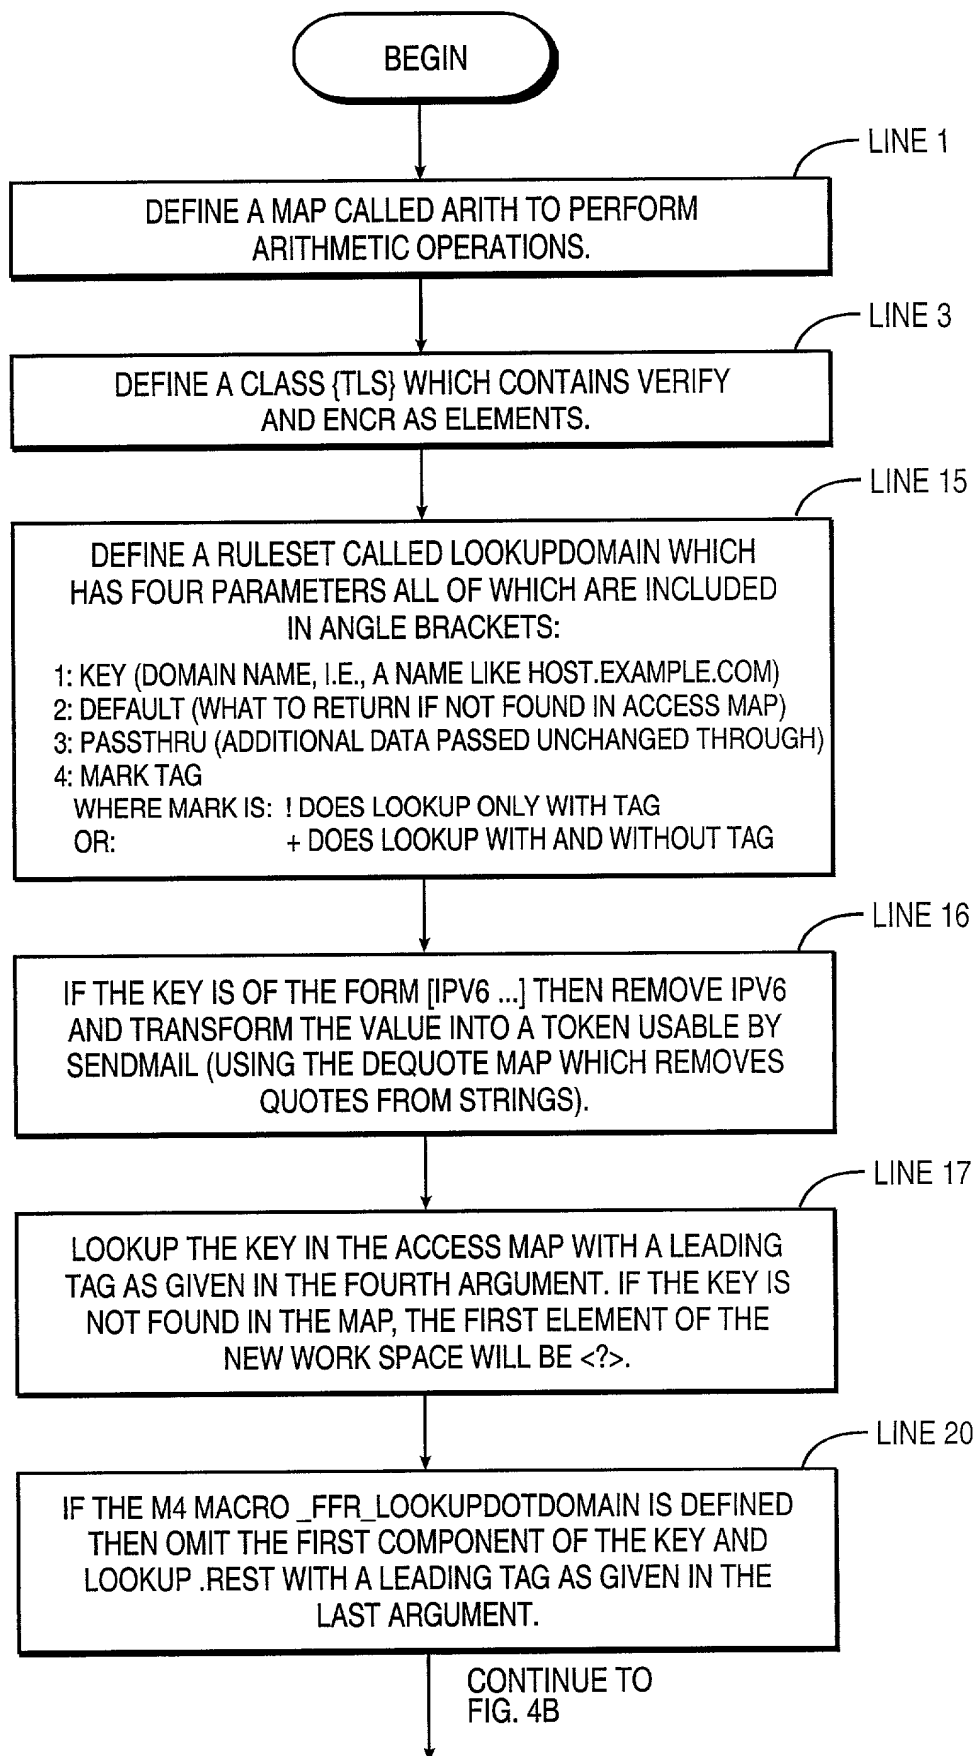 BEGIN
LINE 1
DEFINE A MAP CALLED ARITH TO PERFORM
ARITHMETIC OPERATIONS.
LINE 3
DEFINE A CLASS {TLS} WHICH CONTAINS VERIFY
AND ENCR AS ELEMENTS.
LINE 15
DEFINE A RULESET CALLED LOOKUPDOMAIN WHICH
HAS FOUR PARAMETERS ALL OF WHICH ARE INCLUDED
IN ANGLE BRACKETS:
1: KEY (DOMAIN NAME, I.E., A NAME LIKE HOST.EXAMPLE.COM)
2: DEFAULT (WHAT TO RETURN IF NOT FOUND IN ACCESS MAP)
3: PASSTHRU (ADDITIONAL DATA PASSED UNCHANGED THROUGH)
4: MARK TAG
WHERE MARK IS: ! DOES LOOKUP ONLY WITH TAG
OR: + DOES LOOKUP WITH AND WITHOUT TAG
LINE 16
IF THE KEY IS OF THE FORM [IPV6 ...] THEN REMOVE IPV6
AND TRANSFORM THE VALUE INTO A TOKEN USABLE BY
SENDMAIL (USING THE DEQUOTE MAP WHICH REMOVES
QUOTES FROM STRINGS).
LINE 17
LOOKUP THE KEY IN THE ACCESS MAP WITH A LEADING
TAG AS GIVEN IN THE FOURTH ARGUMENT. IF THE KEY IS
NOT FOUND IN THE MAP, THE FIRST ELEMENT OF THE
NEW WORK SPACE WILL BE <?>.
LINE 20
IF THE M4 MACRO _FFR_LOOKUPDOTDOMAIN IS DEFINED
THEN OMIT THE FIRST COMPONENT OF THE KEY AND
LOOKUP .REST WITH A LEADING TAG AS GIVEN IN THE
LAST ARGUMENT.
CONTINUE TO
FIG. 4B